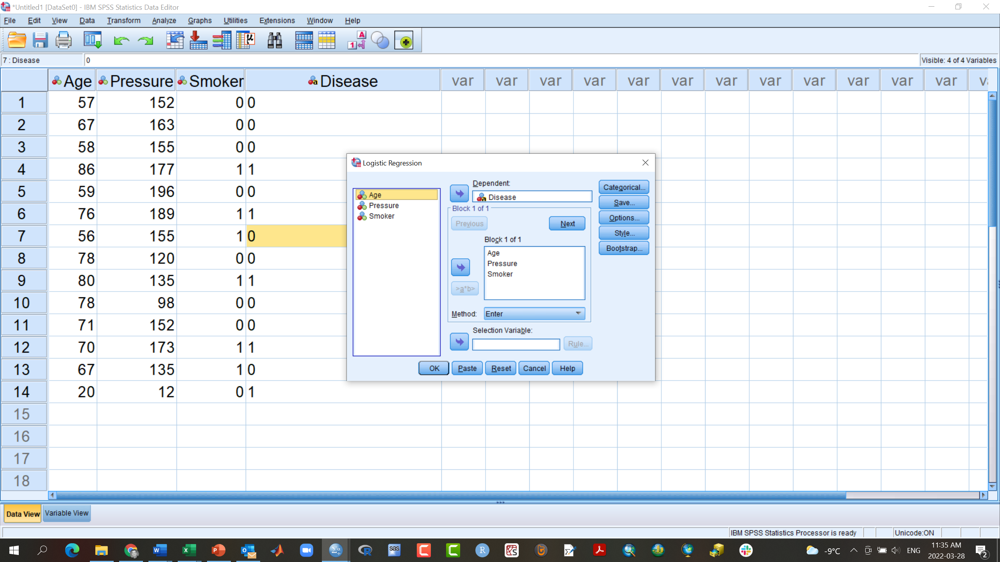 *Untitled1 [DataSet0] - IBM SPSS Statistics Data Editor
File Edit View Data Transform Analyze Graphs Utilities Extensions Window Help
7 : Disease 0 Visible: 4 of 4 Variables
Age Pressure Smoker Disease var var var var var var var var var var var var
1 57 152 0 0
2 67 163 0 0
3 58 155 0 0
4 86 177 1 1
5 59 196 0 0
6 76 189 1 1
7 56 155 1 0
8 78 120 0 0
9 80 135 1 1
10 78 98 0 0
11 71 152 0 0
12 70 173 1 1
13 67 135 1 0
14 20 12 0 1
15
16
17
18
Logistic Regression
Age
Pressure
Smoker
Dependent:
Disease
Block 1 of 1
Previous Next
Block 1 of 1
Age
Pressure
Smoker
>a*b>
Method: Enter
Selection Variable:
Rule...
Categorical...
Save...
Options...
Style...
Bootstrap...
OK Paste Reset Cancel Help
Data View Variable View
IBM SPSS Statistics Processor is ready Unicode:ON
-9°C ENG 11:35 AM
2022-03-28
2